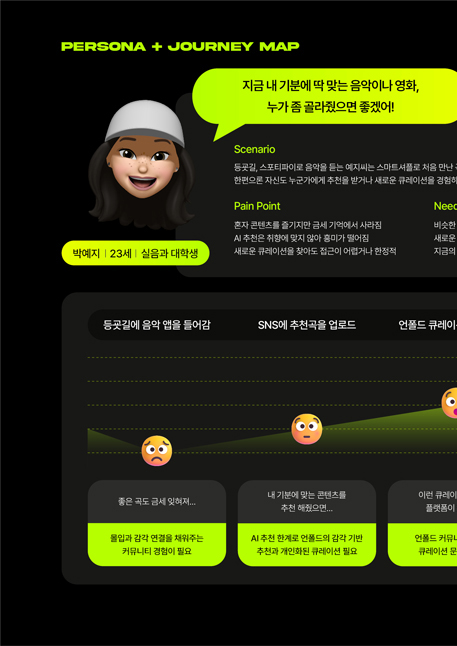 PERSONA + JOURNEY MAP
지금 내 기분에 딱 맞는 음악이나 영화,
누가 좀 골라줬으면 좋겠어!
Scenario
등굣길, 스포티파이로 음악을 듣는 예지씨는 스마트셔플로 처음 만난
한편으론 자신도 누군가에게 추천을 받거나 새로운 큐레이션을 경험하
Pain Point
혼자 콘텐츠를 즐기지만 금세 기억에서 사라짐
AI 추천은 취향에 맞지 않아 흥미가 떨어짐
새로운 큐레이션을 찾아도 접근이 어렵거나 한정적
Need
비슷한
새로운
지금의
박예지 | 23세 | 실음과 대학생
등굣길에 음악 앱을 들어감
SNS에 추천곡을 업로드
언폴드 큐레이
좋은 곡도 금세 잊혀져...
내 기분에 맞는 콘텐츠를
추천 해줬으면...
이런 큐레이
플랫폼이
몰입과 감각 연결을 채워주는
커뮤니티 경험이 필요
AI 추천 한계로 언폴드의 감각 기반
추천과 개인화된 큐레이션 필요
언폴드 커뮤니
큐레이션 문